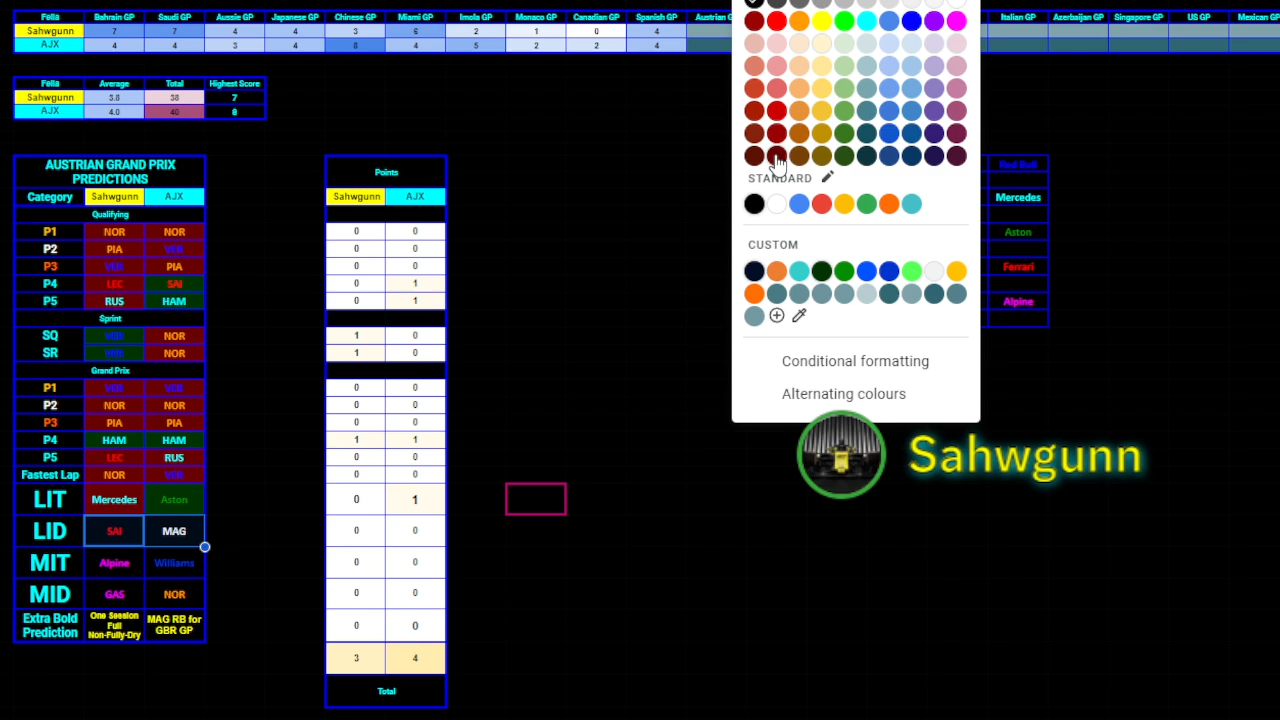 Fella Bahrain GP Saudi GP Aussie GP Japanese GP Chinese GP Miami GP Imola GP Monaco GP Canadian GP Spanish GP Austrian Italian GP Azerbaijan GP Singapore GP US GP Mexican GP
Sahwgunn 7 7 4 4 3 6 2 1 0 4
AJX 4 4 3 4 8 4 5 2 2 4
Fella Average Total Highest Score
Sahwgunn 3.8 38 7
AJX 4.0 40 8
AUSTRIAN GRAND PRIX
PREDICTIONS
Points
Category Sahwgunn AJX Sahwgunn AJX
Qualifying
P1 NOR NOR 0 0
P2 PIA VER 0 0
P3 VER PIA 0 0
P4 LEC SAI 0 1
P5 RUS HAM 0 1
Sprint
SQ VER NOR 1 0
SR VER NOR 1 0
Grand Prix
P1 VER VER 0 0
P2 NOR NOR 0 0
P3 PIA PIA 0 0
P4 HAM HAM 1 1
P5 LEC RUS 0 0
Fastest Lap NOR VER 0 0
LIT Mercedes Aston 0 1
LID SAI MAG 0 0
MIT Alpine Williams 0 0
MID GAS NOR 0 0
Extra Bold
Prediction
One Session
Full
Non-Fully-Dry
MAG RB for
GBR GP
0 0
3 4
Total
STANDARD
CUSTOM
Conditional formatting
Alternating colours
Red Bull
Mercedes
Aston
Ferrari
Alpine
Sahwgunn